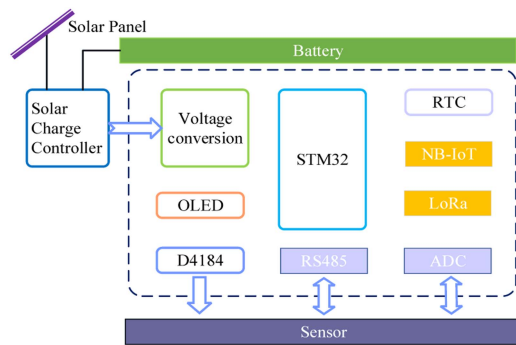 Solar Panel
Battery
Solar
Charge
Controller
Voltage
conversion
STM32
RTC
NB-IoT
OLED
LoRa
D4184
RS485
ADC
Sensor